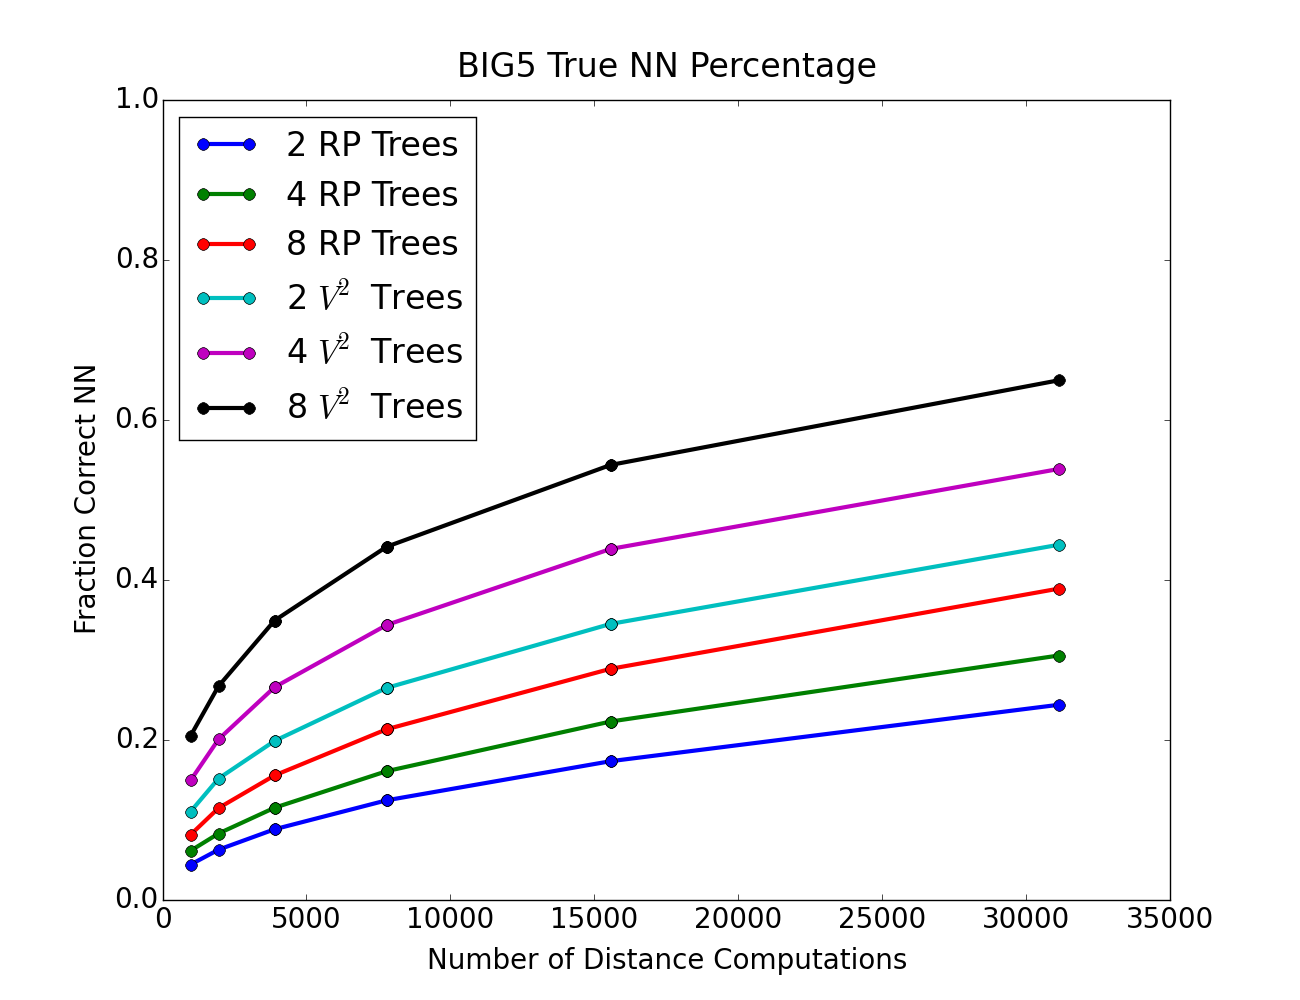 BIG5 True NN Percentage
1.0
0.8
0.6
0.4
0.2
0.0
Fraction Correct NN
2 RP Trees
4 RP Trees
8 RP Trees
2 V² Trees
4 V² Trees
8 V² Trees
0 5000 10000 15000 20000 25000 30000 35000
Number of Distance Computations